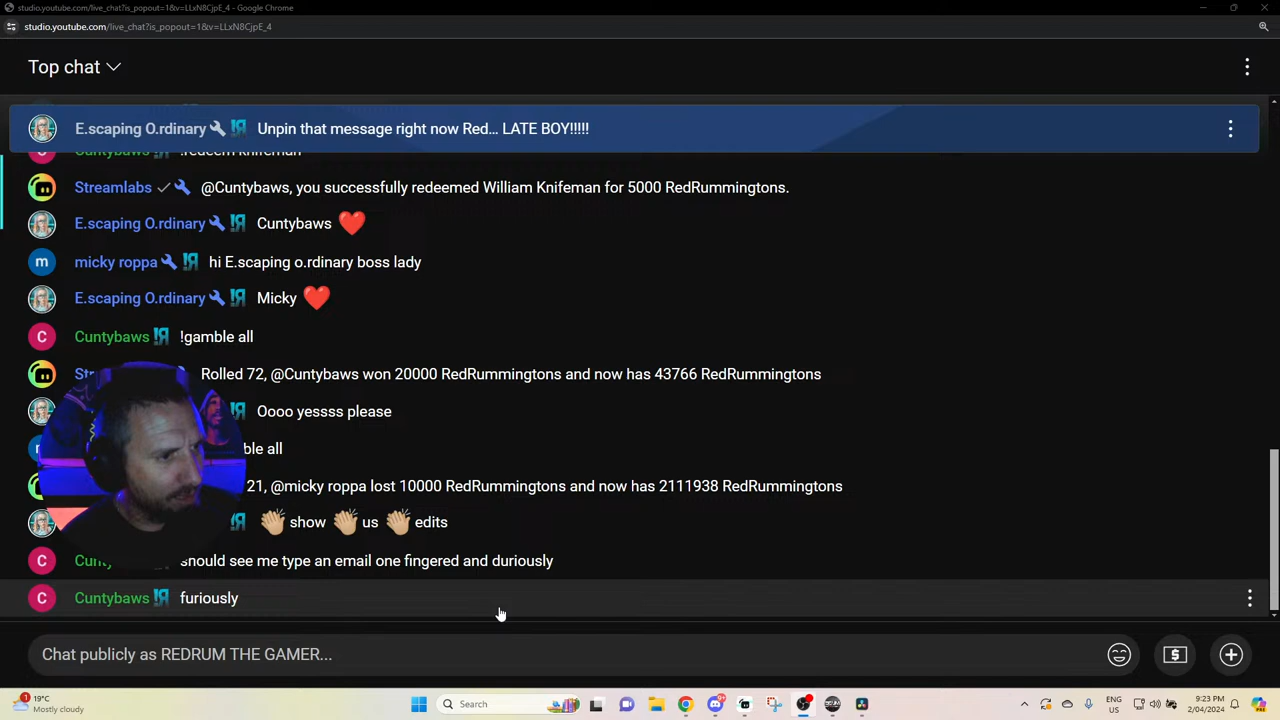 studio.youtube.com/live_chat?is_popout=1&v=LLxN8CjpE_4 - Google Chrome
studio.youtube.com/live_chat?is_popout=1&v=LLxN8CjpE_4
Top chat
E.scaping O.rdinary Unpin that message right now Red... LATE BOY!!!!!
Cuntybaws !redeem knifeman
Streamlabs @Cuntybaws, you successfully redeemed William Knifeman for 5000 RedRummingtons.
E.scaping O.rdinary Cuntybaws ❤️
m micky roppa hi E.scaping o.rdinary boss lady
E.scaping O.rdinary Micky ❤️
C Cuntybaws !gamble all
Rolled 72, @Cuntybaws won 20000 RedRummingtons and now has 43766 RedRummingtons
Oooo yessss please
all
21, @micky roppa lost 10000 RedRummingtons and now has 2111938 RedRummingtons
👏🏼 show 👏🏼 us 👏🏼 edits
C should see me type an email one fingered and duriously
C Cuntybaws furiously
Chat publicly as REDRUM THE GAMER...
1 19°C
Mostly cloudy
Search
ENG
US
9:23 PM
2/04/2024